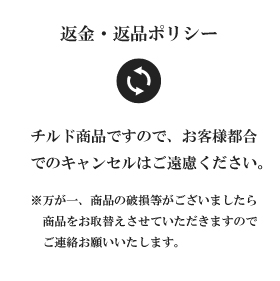 返金・返品ポリシー
チルド商品ですので、お客様都合
でのキャンセルはご遠慮ください。
※万が一、商品の破損等がございましたら
商品をお取替えさせていただきますので
ご連絡お願いいたします。